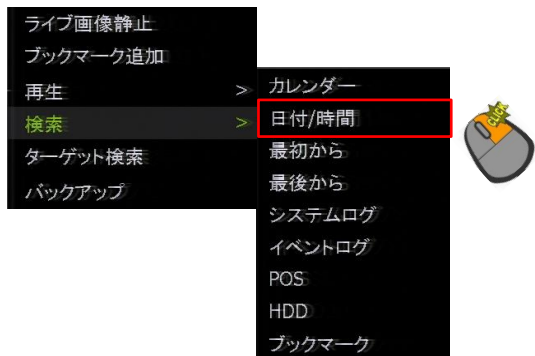 ライブ画像静止
ブックマーク追加
再生 >
検索 >
ターゲット検索
バックアップ
カレンダー
日付/時間
最初から
最後から
システムログ
イベントログ
POS
HDD
ブックマーク
CLICK